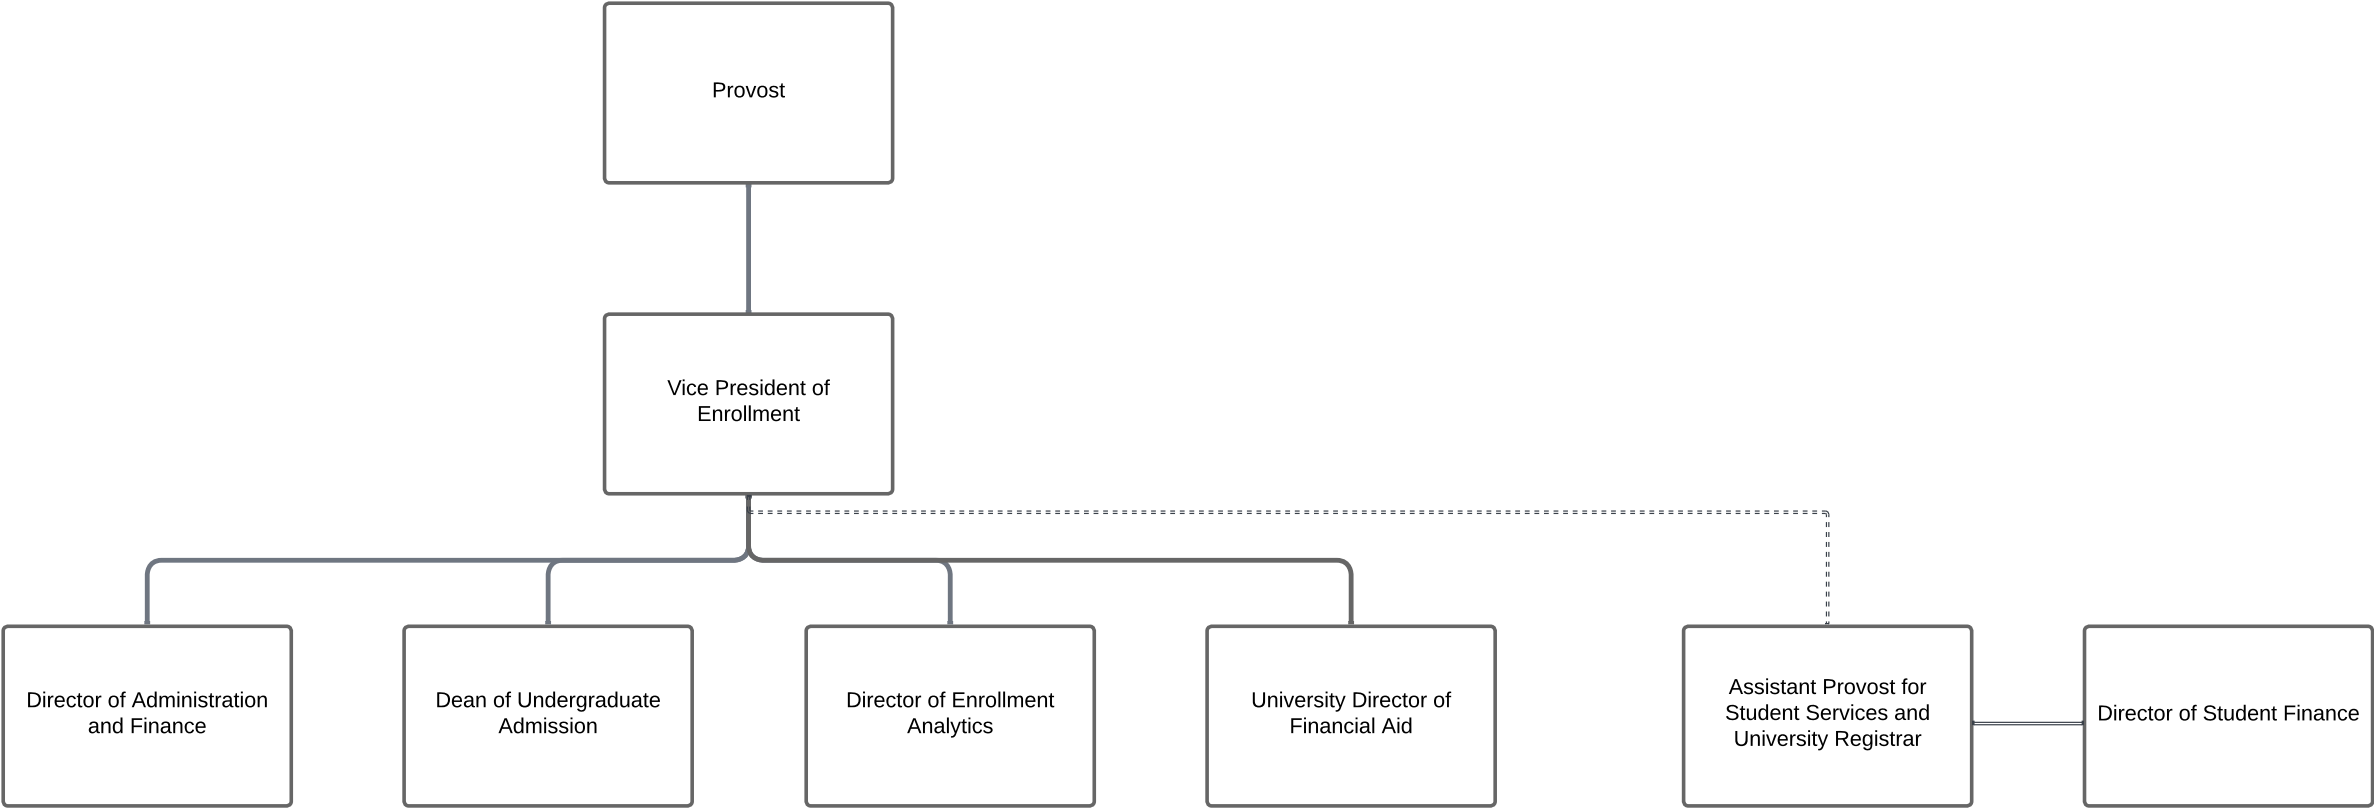 Provost
Vice President of
Enrollment
Director of Administration
and Finance
Dean of Undergraduate
Admission
Director of Enrollment
Analytics
University Director of
Financial Aid
Assistant Provost for
Student Services and
University Registrar
Director of Student Finance